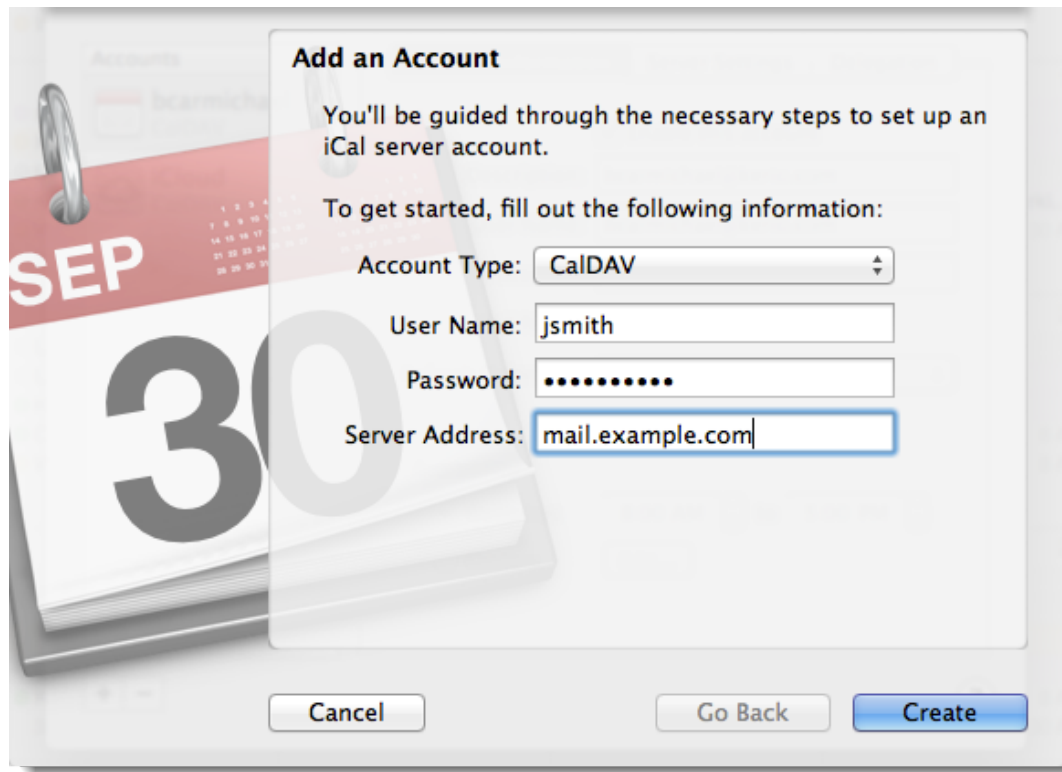 Accounts
Add an Account
bcarmicha
You'll be guided through the necessary steps to set up an
iCal server account.
To get started, fill out the following information:
SEP
30
Account Type: CalDAV
User Name: jsmith
Password: ••••••••••
Server Address: mail.example.com
Cancel
Go Back
Create